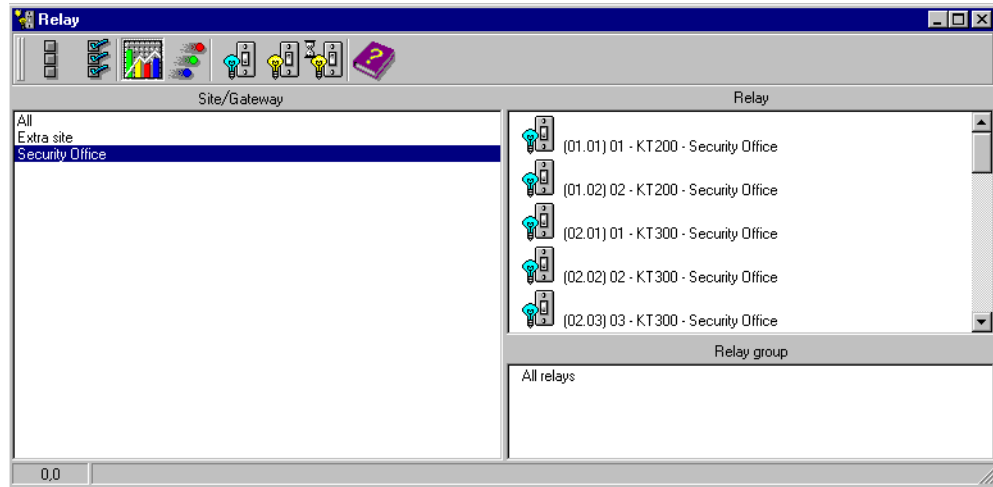 Relay
Site/Gateway
All
Extra site
Security Office
Relay
(01.01) 01 - KT200 - Security Office
(01.02) 02 - KT200 - Security Office
(02.01) 01 - KT300 - Security Office
(02.02) 02 - KT300 - Security Office
(02.03) 03 - KT300 - Security Office
Relay group
All relays
0,0